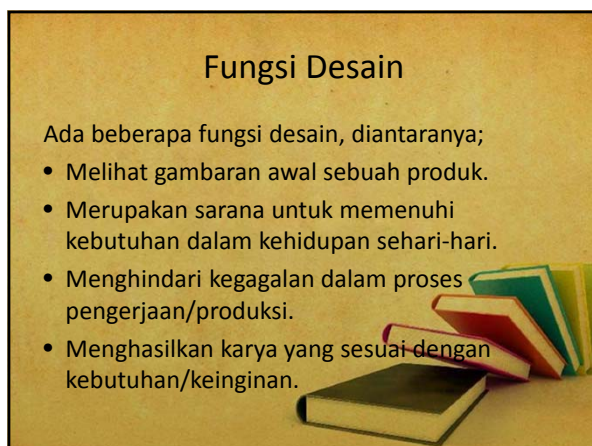 Fungsi Desain
Ada beberapa fungsi desain, diantaranya;
• Melihat gambaran awal sebuah produk.
• Merupakan sarana untuk memenuhi
kebutuhan dalam kehidupan sehari-hari.
• Menghindari kegagalan dalam proses
pengerjaan/produksi.
• Menghasilkan karya yang sesuai dengan
kebutuhan/keinginan.